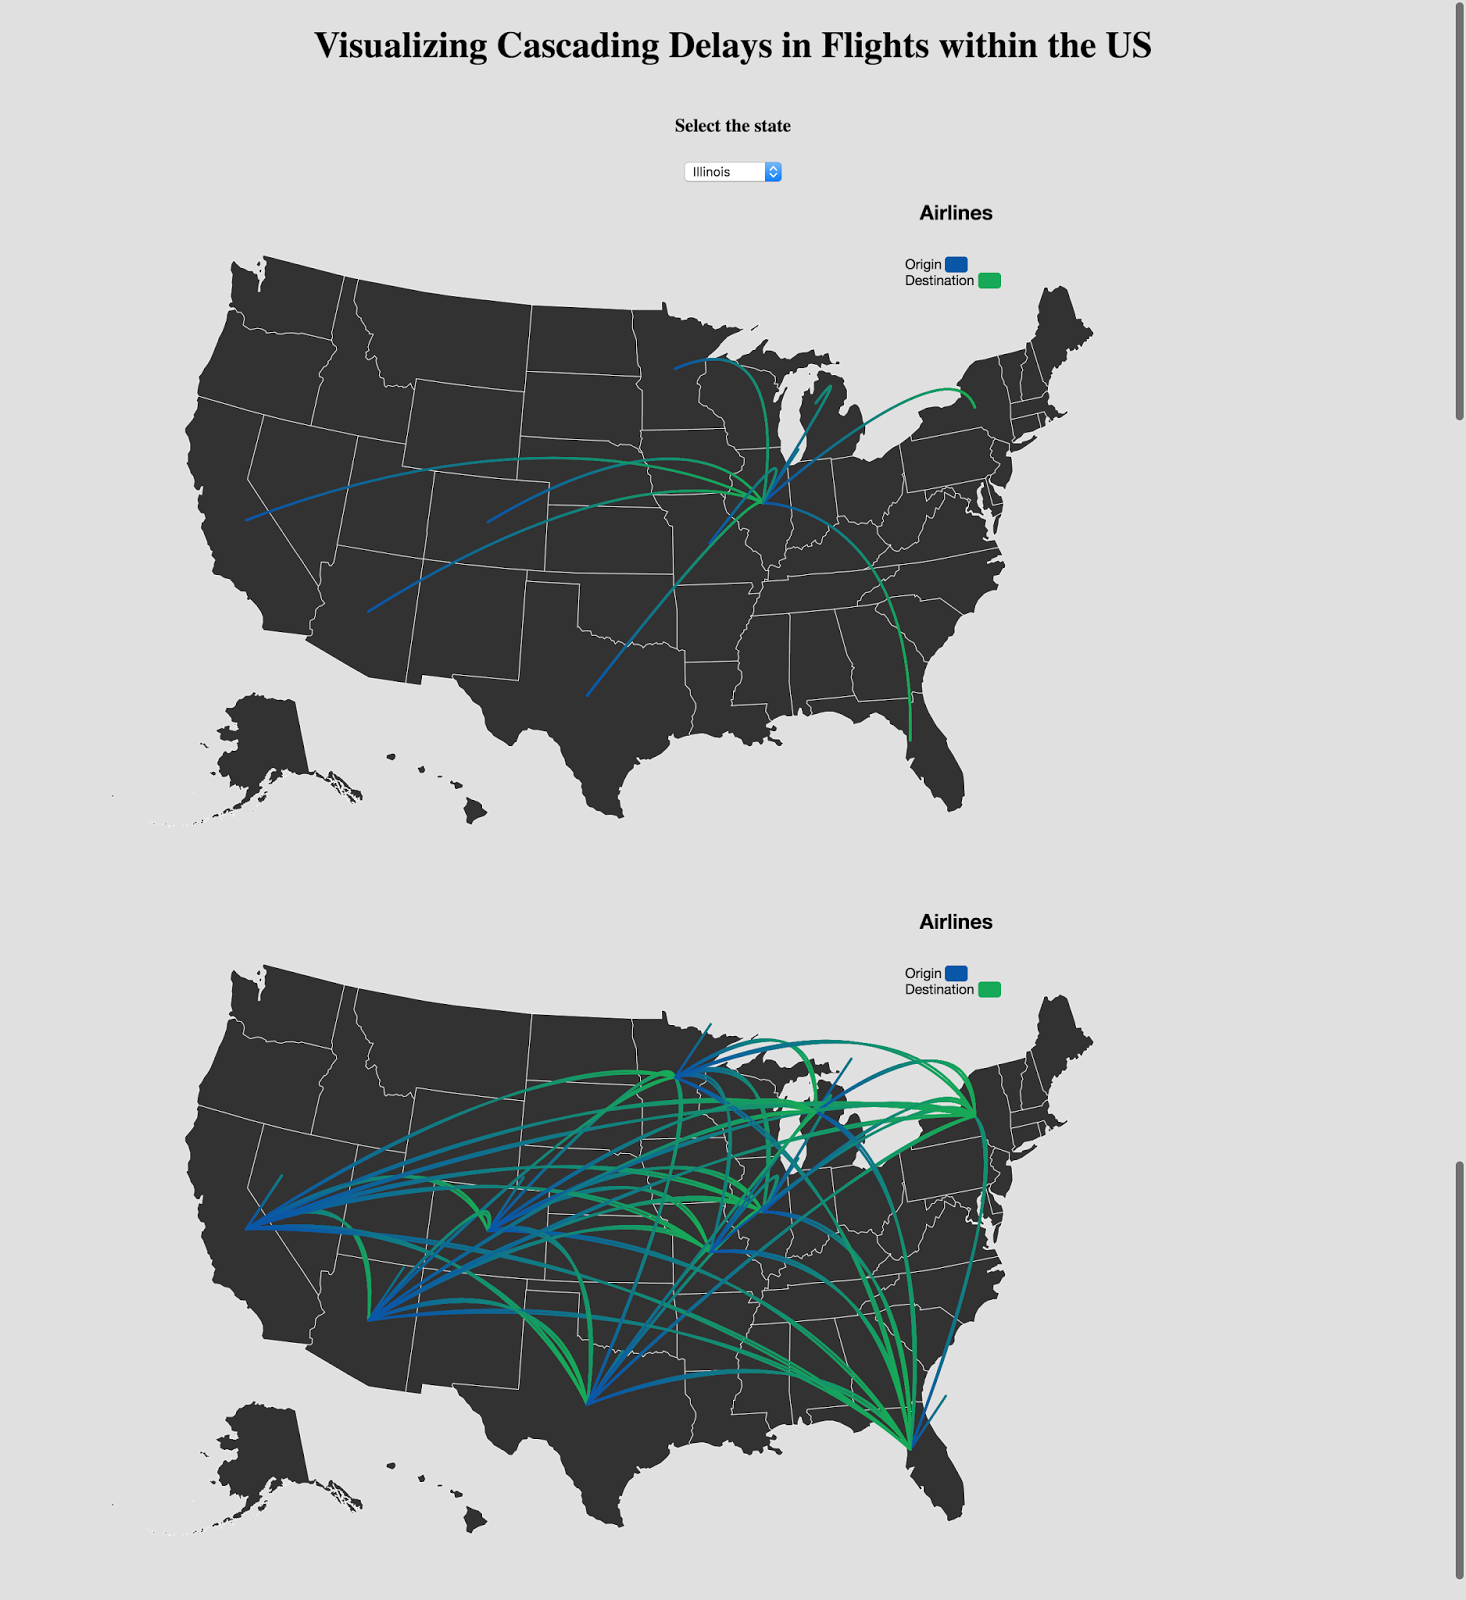 Visualizing Cascading Delays in Flights within the US
Select the state
Illinois
Airlines
Origin
Destination
Airlines
Origin
Destination